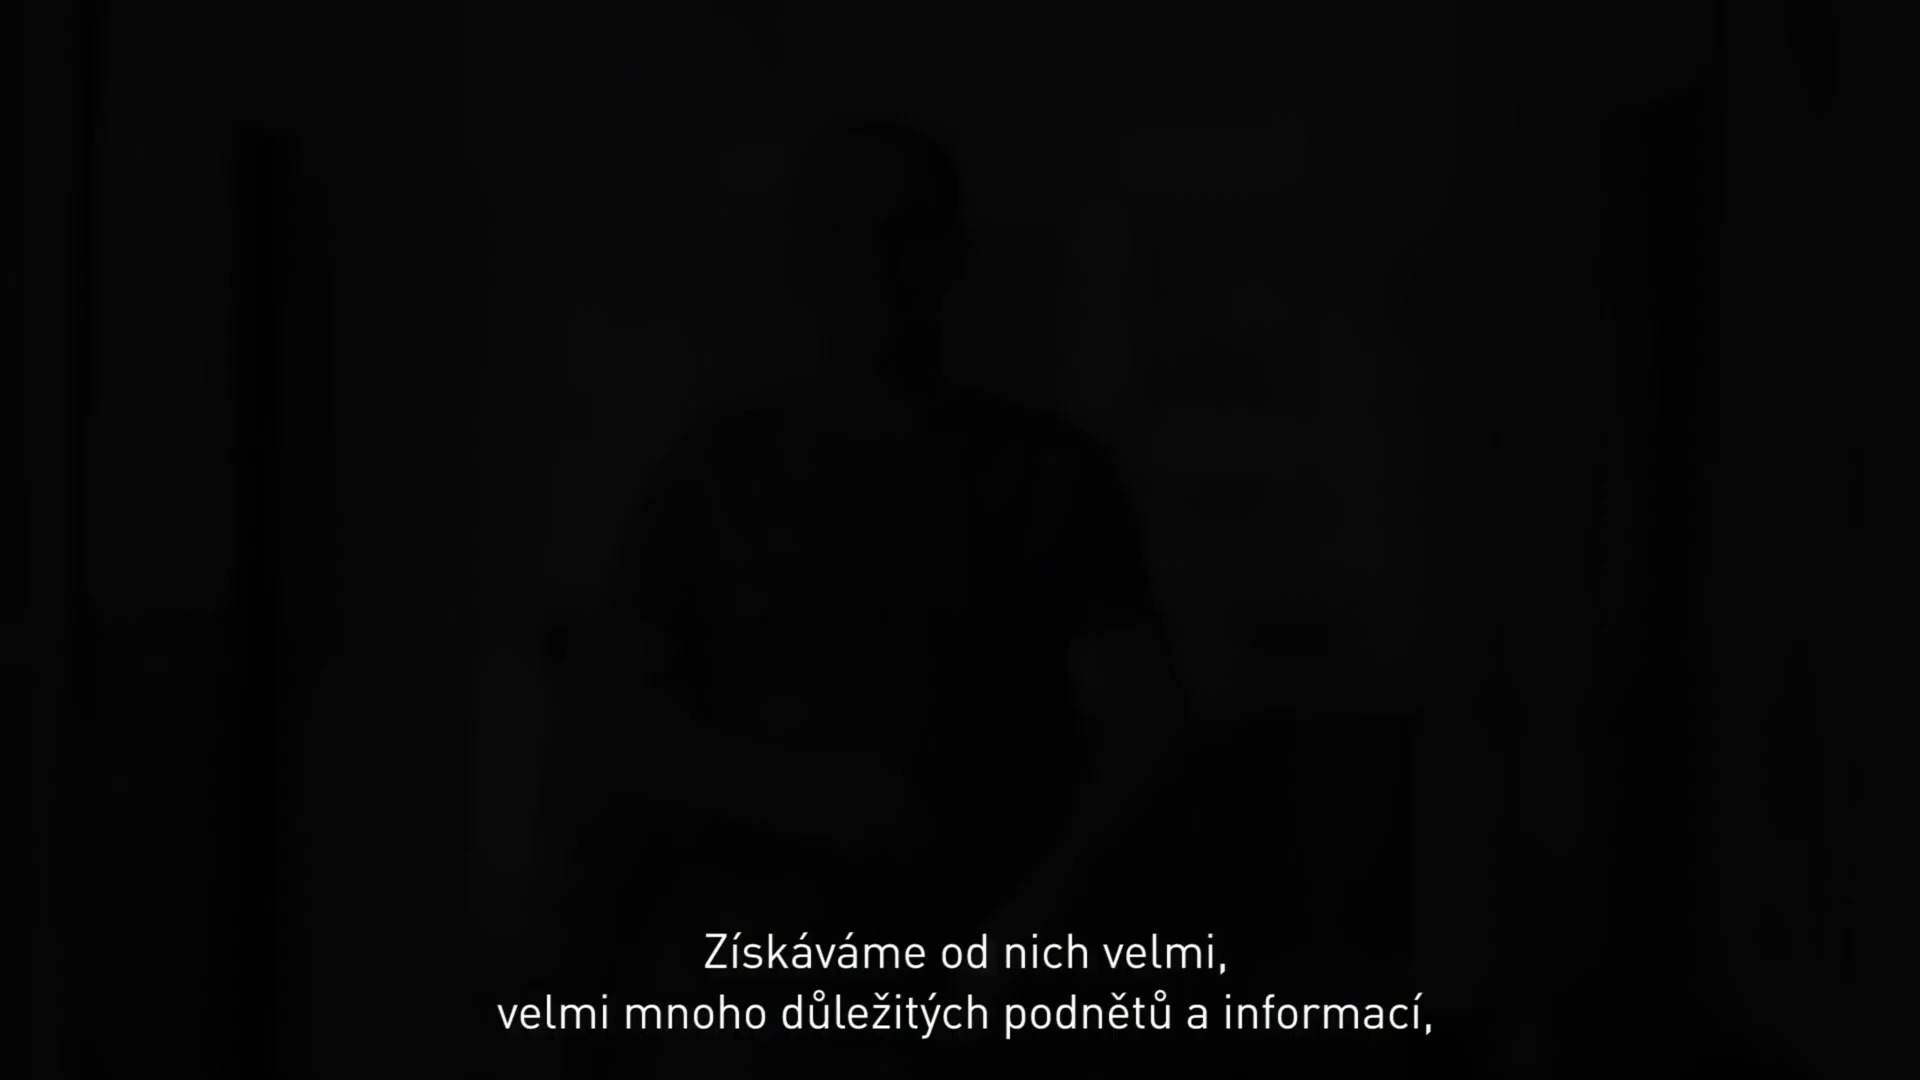 Získáváme od nich velmi,
velmi mnoho důležitých podnětů a informací,